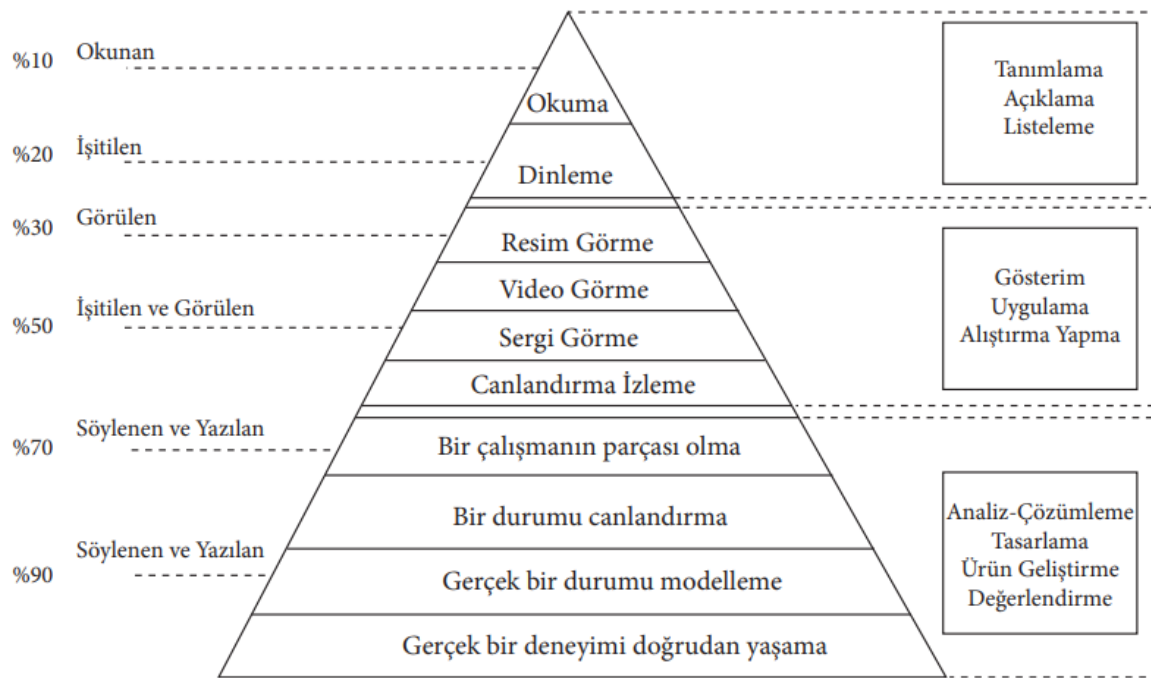 %10 Okunan
Okuma
%20 İşitilen
Dinleme
%30 Görülen
Resim Görme
Video Görme
%50 İşitilen ve Görülen
Sergi Görme
Canlandırma İzleme
%70 Söylenen ve Yazılan
Bir çalışmanın parçası olma
Bir durumu canlandırma
%90 Söylenen ve Yazılan
Gerçek bir durumu modelleme
Gerçek bir deneyimi doğrudan yaşama
Tanımlama
Açıklama
Listeleme
Gösterim
Uygulama
Alıştırma Yapma
Analiz-Çözümleme
Tasarlama
Ürün Geliştirme
Değerlendirme